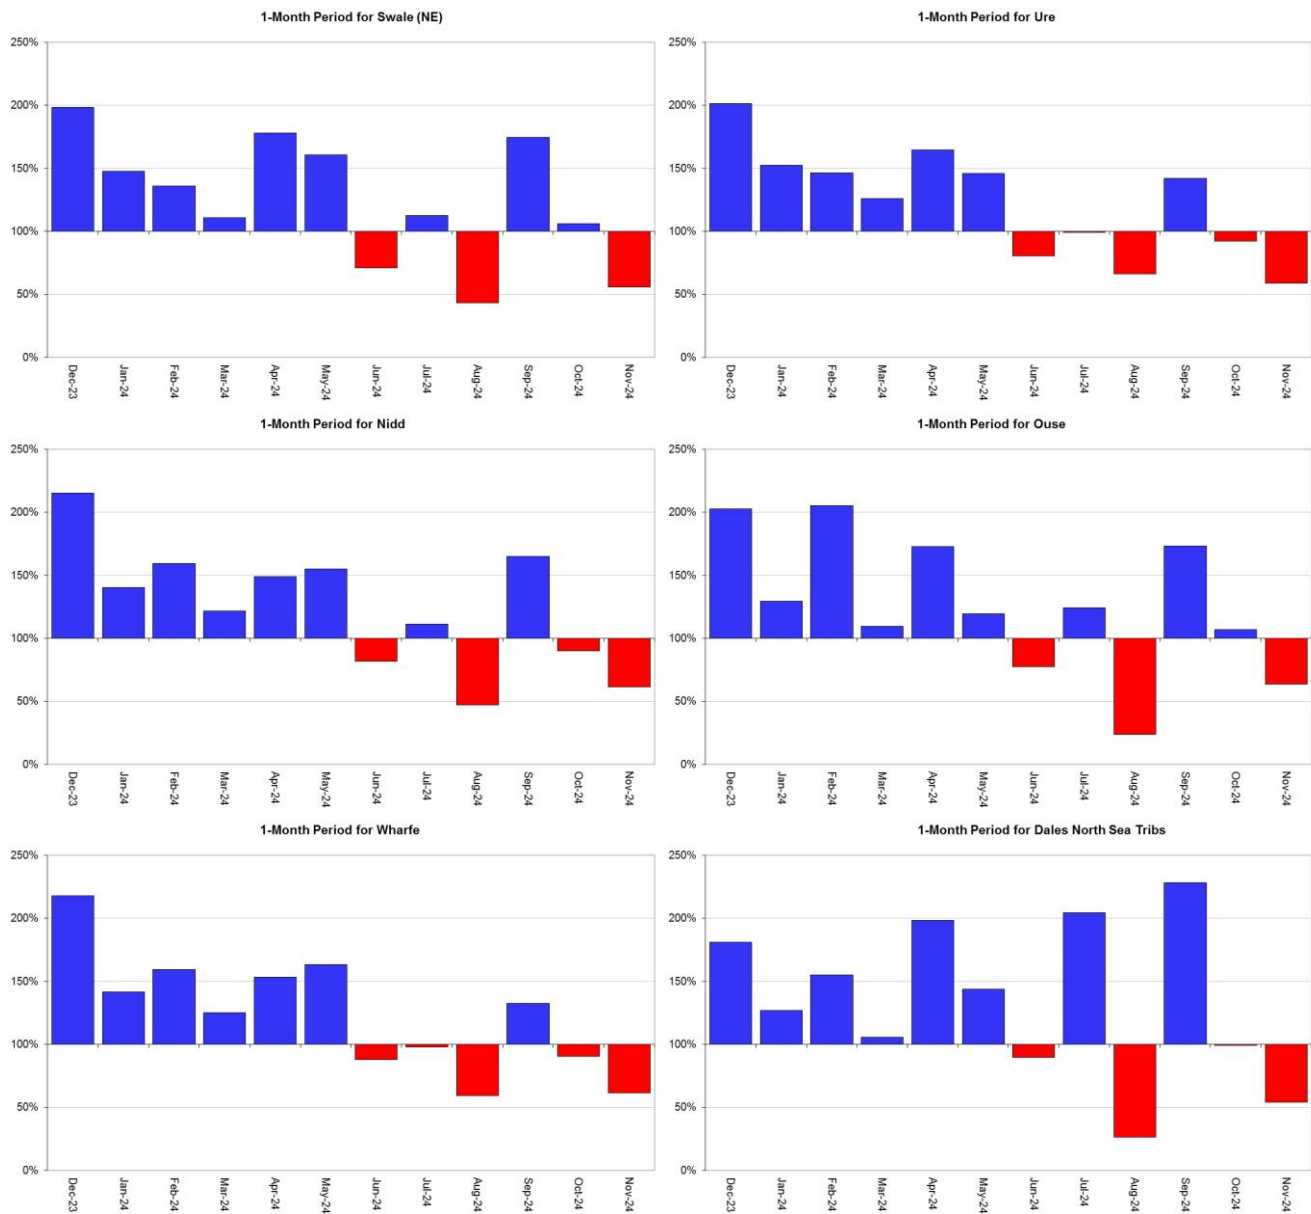 1-Month Period for Swale (NE)
250%
200%
150%
100%
50%
0%
Dec-23
Jan-24
Feb-24
Mar-24
Apr-24
May-24
Jun-24
Jul-24
Aug-24
Sep-24
Oct-24
Nov-24
1-Month Period for Ure
250%
200%
150%
100%
50%
0%
Dec-23
Jan-24
Feb-24
Mar-24
Apr-24
May-24
Jun-24
Jul-24
Aug-24
Sep-24
Oct-24
Nov-24
1-Month Period for Nidd
250%
200%
150%
100%
50%
0%
Dec-23
Jan-24
Feb-24
Mar-24
Apr-24
May-24
Jun-24
Jul-24
Aug-24
Sep-24
Oct-24
Nov-24
1-Month Period for Ouse
250%
200%
150%
100%
50%
0%
Dec-23
Jan-24
Feb-24
Mar-24
Apr-24
May-24
Jun-24
Jul-24
Aug-24
Sep-24
Oct-24
Nov-24
1-Month Period for Wharfe
250%
200%
150%
100%
50%
0%
Dec-23
Jan-24
Feb-24
Mar-24
Apr-24
May-24
Jun-24
Jul-24
Aug-24
Sep-24
Oct-24
Nov-24
1-Month Period for Dales North Sea Tribs
250%
200%
150%
100%
50%
0%
Dec-23
Jan-24
Feb-24
Mar-24
Apr-24
May-24
Jun-24
Jul-24
Aug-24
Sep-24
Oct-24
Nov-24